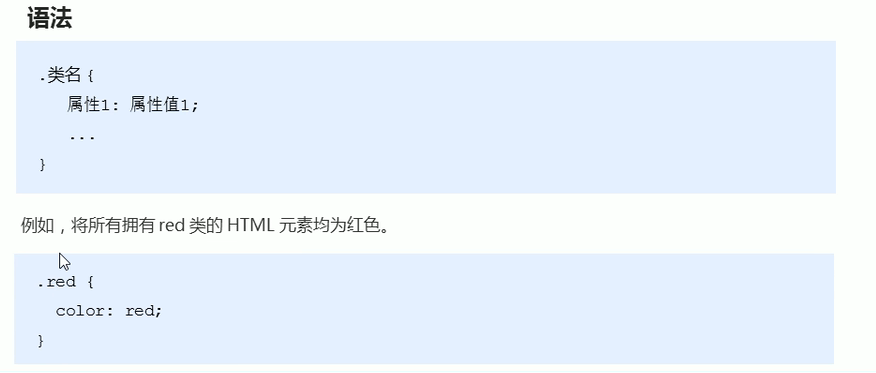 语法
.类名 {
属性1: 属性值1;
...
}
例如，将所有拥有 red 类的 HTML 元素均为红色。
.red {
color: red;
}